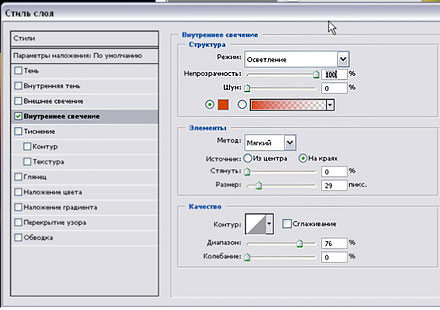 Стиль слоя
Стили
Параметры наложения: По умолчанию
Тень
Внутренняя тень
Внешнее свечение
Внутреннее свечение
Тиснение
Контур
Текстура
Глянец
Наложение цвета
Наложение градиента
Перекрытие узора
Обводка
Внутреннее свечение
Структура
Режим: Осветление
Непрозрачность: 100 %
Шум: 0 %
Элементы
Метод: Мягкий
Источник: Из центра На краях
Стянуть: 0 %
Размер: 29 пикс.
Качество
Контур: Сглаживание
Диапазон: 76 %
Колебание: 0 %